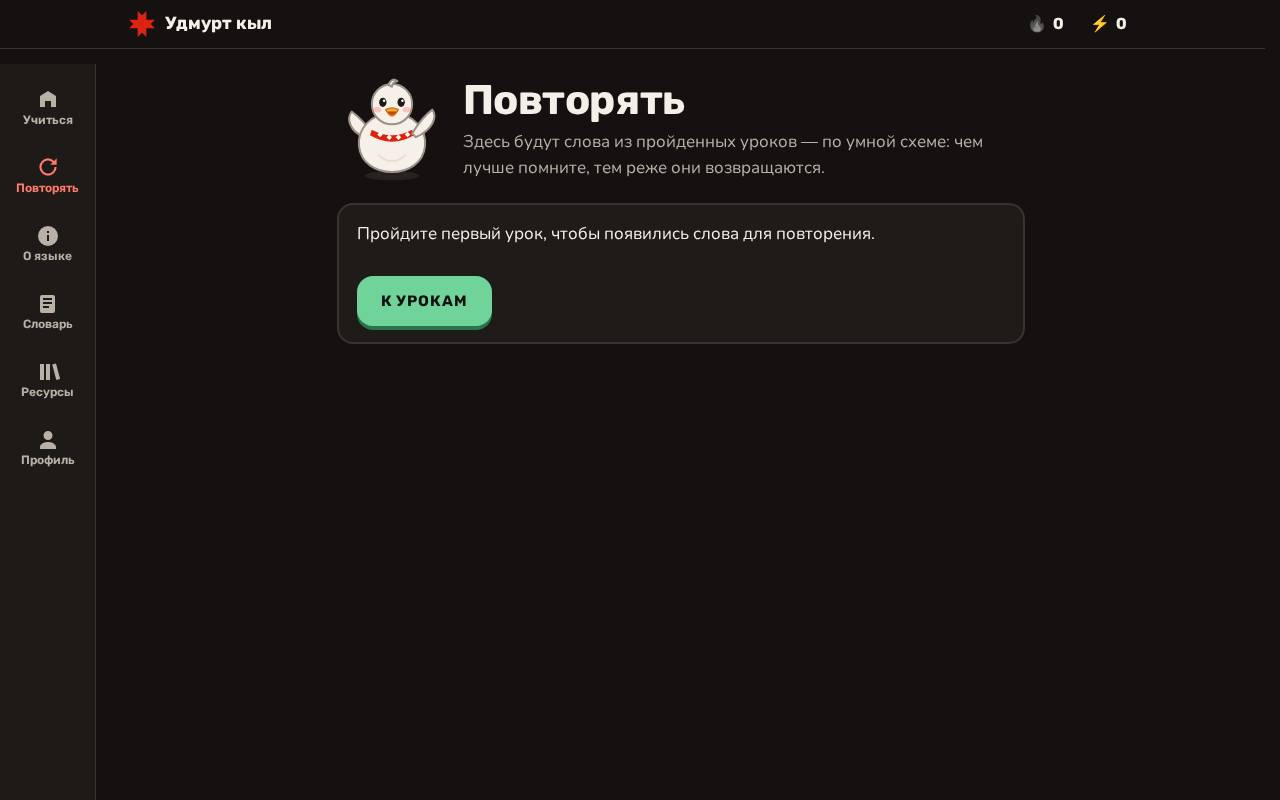 Удмурт кыл
0
0
Учиться
Повторять
О языке
Словарь
Ресурсы
Профиль
Повторять
Здесь будут слова из пройденных уроков — по умной схеме: чем
лучше помните, тем реже они возвращаются.
Пройдите первый урок, чтобы появились слова для повторения.
К УРОКАМ